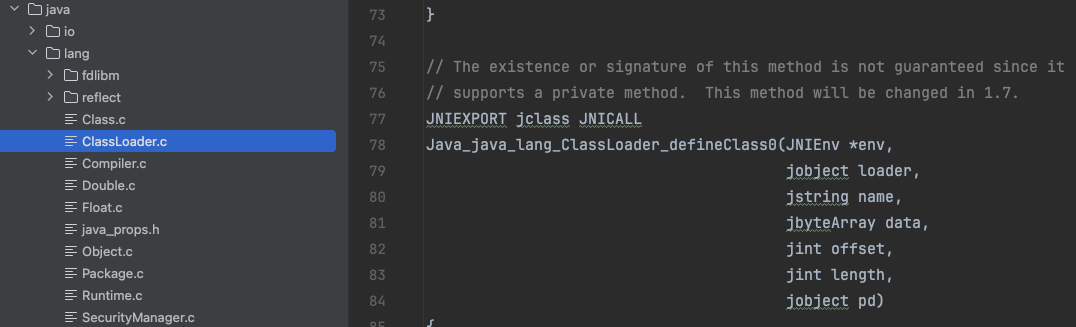 java
io
lang
fdlibm
reflect
Class.c
ClassLoader.c
Compiler.c
Double.c
Float.c
java_props.h
Object.c
Package.c
Runtime.c
SecurityManager.c
73 }
74
75 // The existence or signature of this method is not guaranteed since it
76 // supports a private method.  This method will be changed in 1.7.
77 JNIEXPORT jclass JNICALL
78 Java_java_lang_ClassLoader_defineClass0(JNIEnv *env,
79 jobject loader,
80 jstring name,
81 jbyteArray data,
82 jint offset,
83 jint length,
84 jobject pd)
85 {